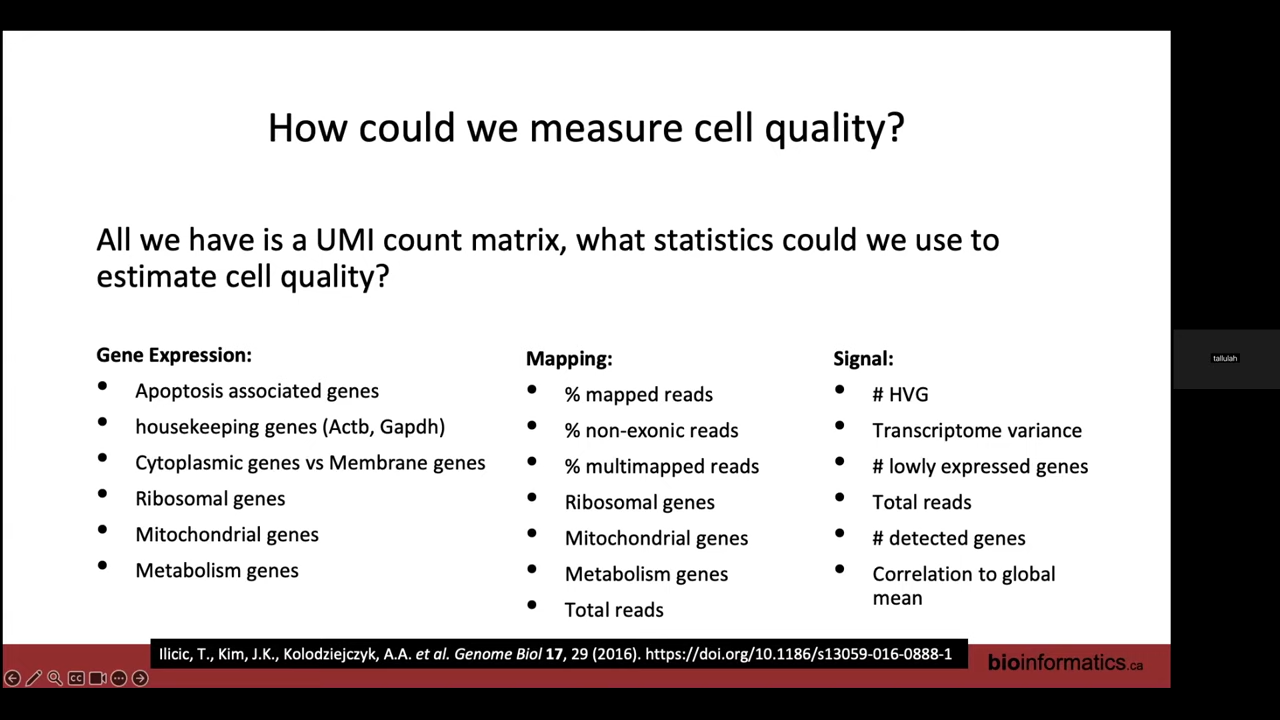 How could we measure cell quality?
All we have is a UMI count matrix, what statistics could we use to
estimate cell quality?
Gene Expression:
• Apoptosis associated genes
• housekeeping genes (Actb, Gapdh)
• Cytoplasmic genes vs Membrane genes
• Ribosomal genes
• Mitochondrial genes
• Metabolism genes
Mapping:
• % mapped reads
• % non-exonic reads
• % multimapped reads
• Ribosomal genes
• Mitochondrial genes
• Metabolism genes
• Total reads
Signal:
• # HVG
• Transcriptome variance
• # lowly expressed genes
• Total reads
• # detected genes
• Correlation to global
mean
tallulah
Ilicic, T., Kim, J.K., Kolodziejczyk, A.A. et al. Genome Biol 17, 29 (2016). https://doi.org/10.1186/s13059-016-0888-1
bioinformatics.ca
CC